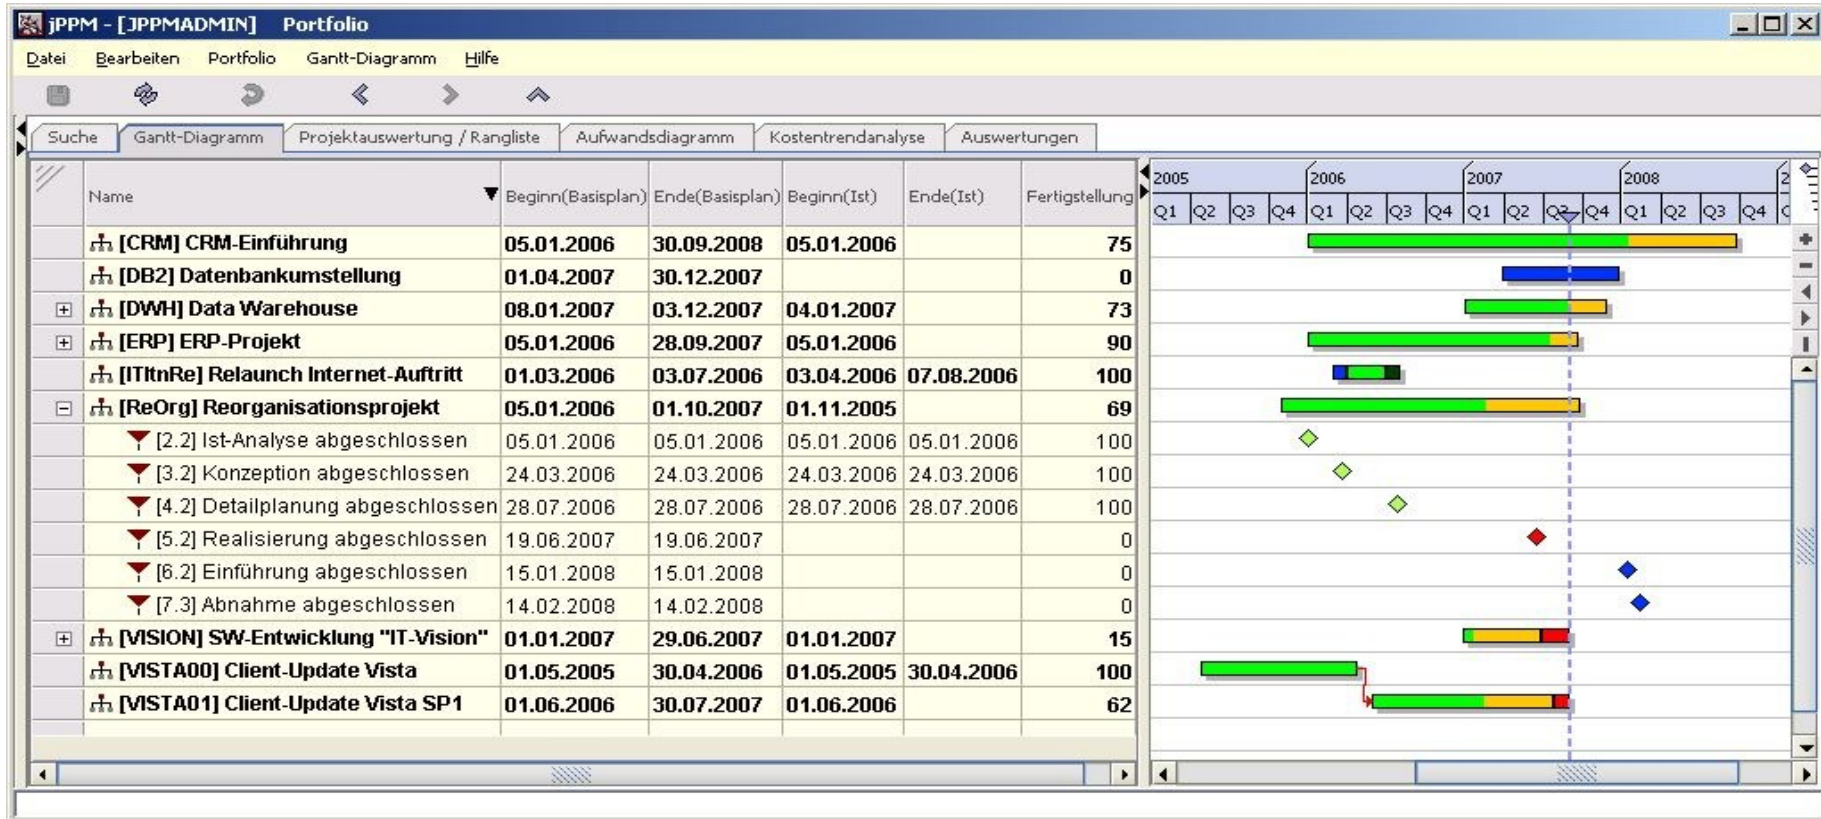 jPPM - [JPPMADMIN] Portfolio
Datei Bearbeiten Portfolio Gantt-Diagramm Hilfe
Suche Gantt-Diagramm Projektauswertung / Rangliste Aufwandsdiagramm Kostentrendanalyse Auswertungen
Name Beginn(Basisplan) Ende(Basisplan) Beginn(Ist) Ende(Ist) Fertigstellung
2005 2006 2007 2008 2
Q1 Q2 Q3 Q4 Q1 Q2 Q3 Q4 Q1 Q2 Q3 Q4 Q1 Q2 Q3 Q4
[CRM] CRM-Einführung 05.01.2006 30.09.2008 05.01.2006 75
[DB2] Datenbankumstellung 01.04.2007 30.12.2007 0
[DWH] Data Warehouse 08.01.2007 03.12.2007 04.01.2007 73
[ERP] ERP-Projekt 05.01.2006 28.09.2007 05.01.2006 90
[ITItnRe] Relaunch Internet-Auftritt 01.03.2006 03.07.2006 03.04.2006 07.08.2006 100
[ReOrg] Reorganisationsprojekt 05.01.2006 01.10.2007 01.11.2005 69
[2.2] Ist-Analyse abgeschlossen 05.01.2006 05.01.2006 05.01.2006 05.01.2006 100
[3.2] Konzeption abgeschlossen 24.03.2006 24.03.2006 24.03.2006 24.03.2006 100
[4.2] Detailplanung abgeschlossen 28.07.2006 28.07.2006 28.07.2006 28.07.2006 100
[5.2] Realisierung abgeschlossen 19.06.2007 19.06.2007 0
[6.2] Einführung abgeschlossen 15.01.2008 15.01.2008 0
[7.3] Abnahme abgeschlossen 14.02.2008 14.02.2008 0
[VISION] SW-Entwicklung "IT-Vision" 01.01.2007 29.06.2007 01.01.2007 15
[VISTA00] Client-Update Vista 01.05.2005 30.04.2006 01.05.2005 30.04.2006 100
[VISTA01] Client-Update Vista SP1 01.06.2006 30.07.2007 01.06.2006 62